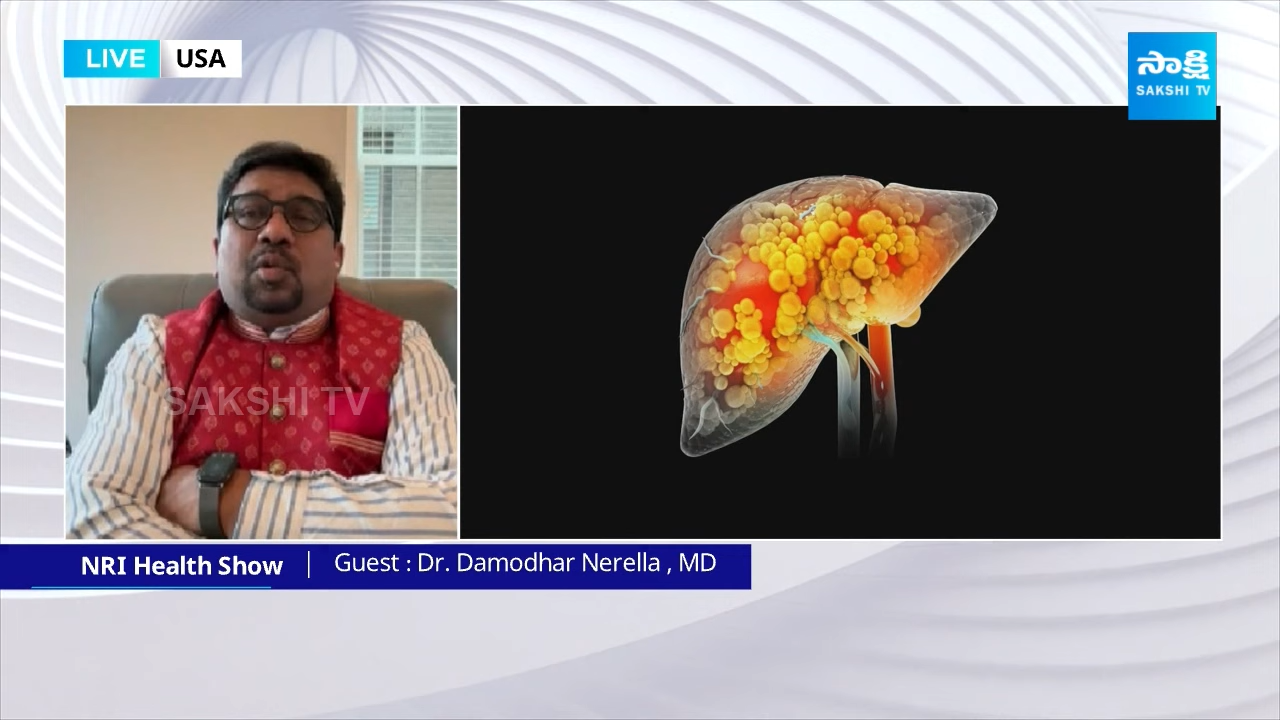 LIVE USA
సాక్షి
SAKSHI TV
SAKSHI TV
NRI Health Show | Guest : Dr. Damodhar Nerella , MD